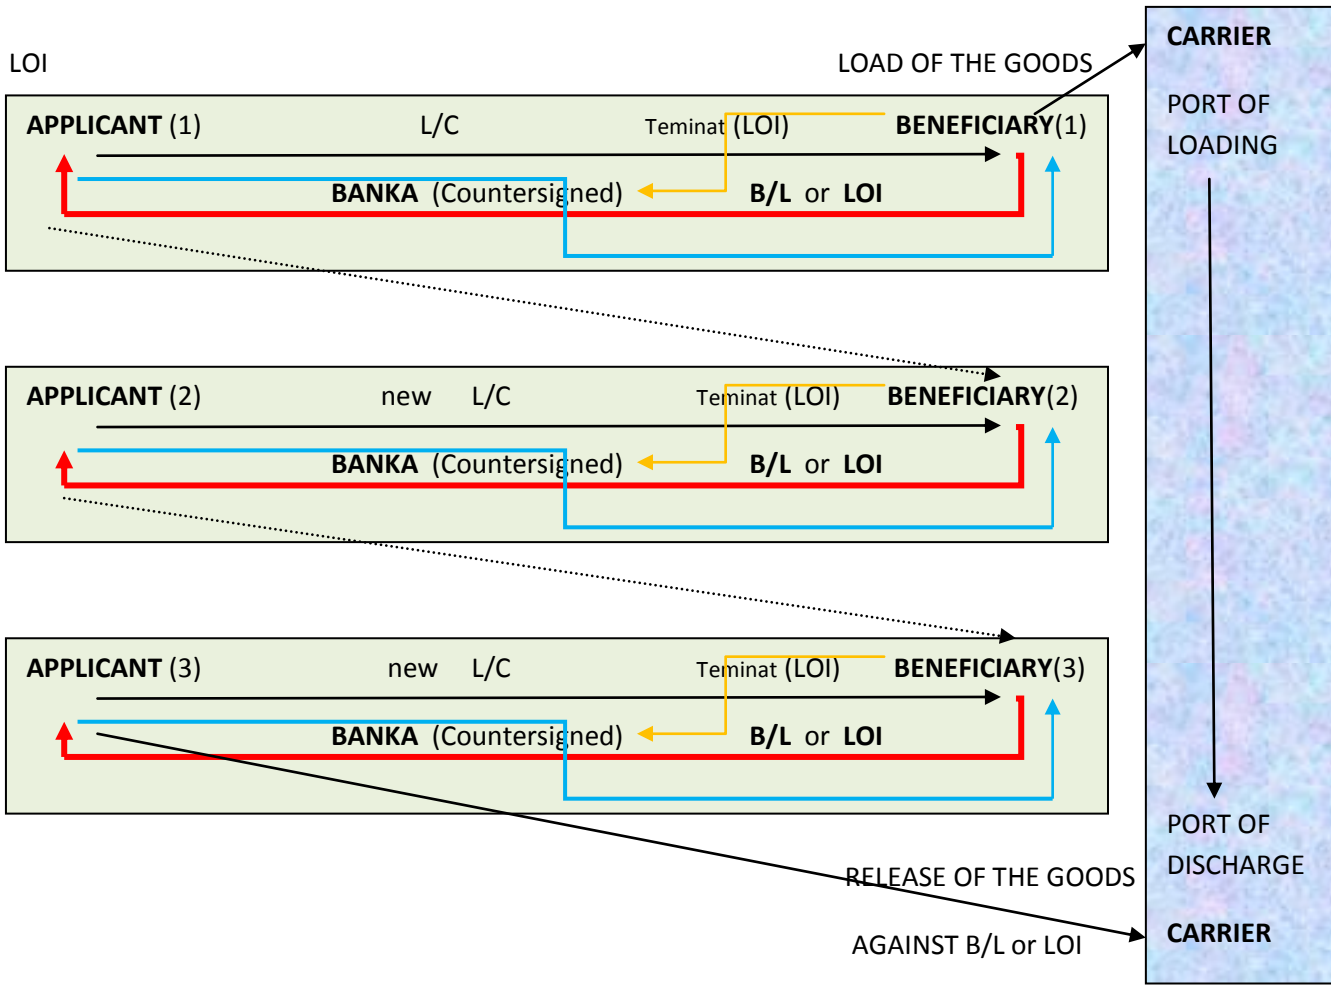 LOI
LOAD OF THE GOODS
CARRIER
PORT OF
LOADING
APPLICANT (1) L/C Teminat (LOI) BENEFICIARY(1)
BANKA (Countersigned) B/L or LOI
APPLICANT (2) new L/C Teminat (LOI) BENEFICIARY(2)
BANKA (Countersigned) B/L or LOI
APPLICANT (3) new L/C Teminat (LOI) BENEFICIARY(3)
BANKA (Countersigned) B/L or LOI
PORT OF
DISCHARGE
RELEASE OF THE GOODS
AGAINST B/L or LOI
CARRIER